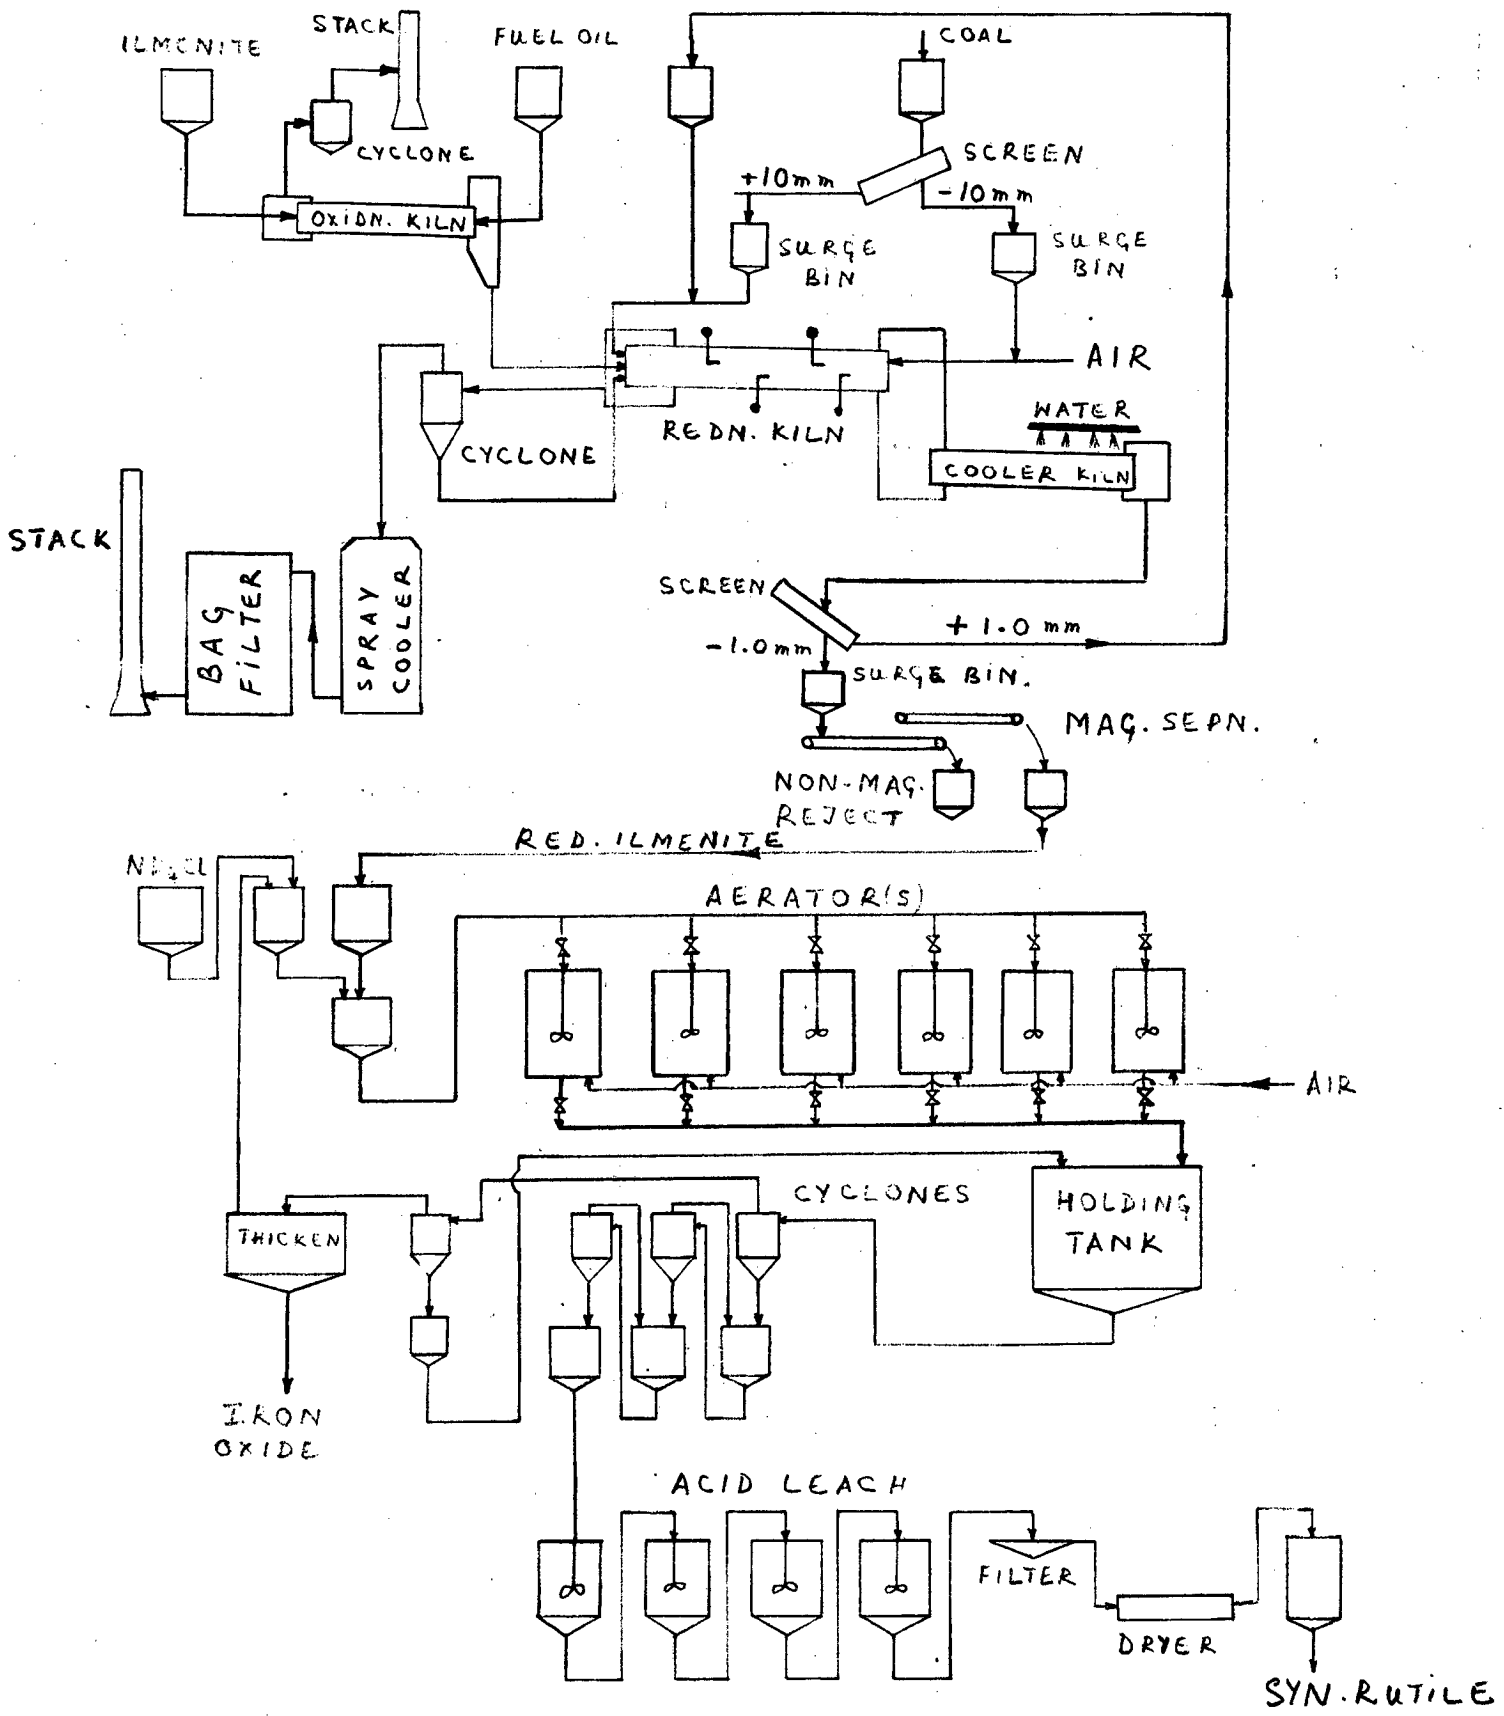 STACK
ILMENITE
FUEL OIL
COAL
CYCLONE
SCREEN
+10mm
-10mm
OXIDN. KILN
SURGE
BIN
SURGE
BIN
AIR
WATER
REDN. KILN
CYCLONE
COOLER KILN
STACK
BAG
FILTER
SPRAY
COOLER
SCREEN
+1.0 mm
-1.0mm
SURGE BIN.
MAG. SEPN.
NON-MAG.
REJECT
RED. ILMENITE
NH4Cl
AERATOR(S)
AIR
CYCLONES
HOLDING
TANK
THICKEN
IRON
OXIDE
ACID LEACH
FILTER
DRYER
SYN. RUTILE